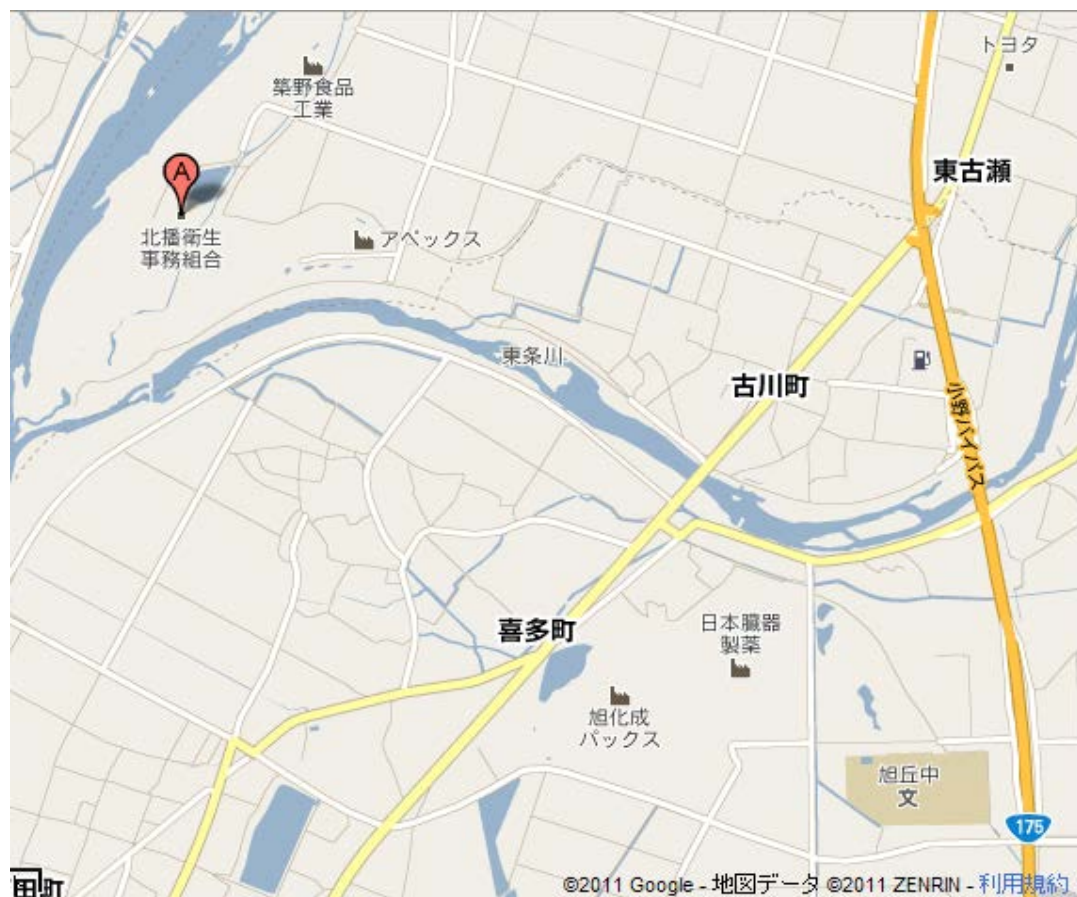 トヨタ
築野食品
工業
A
東古瀬
北播衛生
事務組合
アペックス
東条川
古川町
小野バイパス
喜多町
日本臓器
製薬
旭化成
パックス
旭丘中
文
175
田町
©2011 Google - 地図データ ©2011 ZENRIN - 利用規約